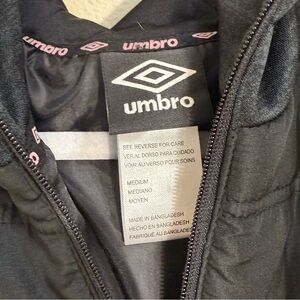 umbro umbro
umbro
SEE REVERSE FOR CARE
VER AL DORSO PARA CUIDADO
VOIR AU VERSO POUR SOINS
MEDIUM
MEDIANO
MOYEN
MADE IN BANGLADESH
HECHO EN BANGLADESH
FABRIQUÉ AU BANGLADESH